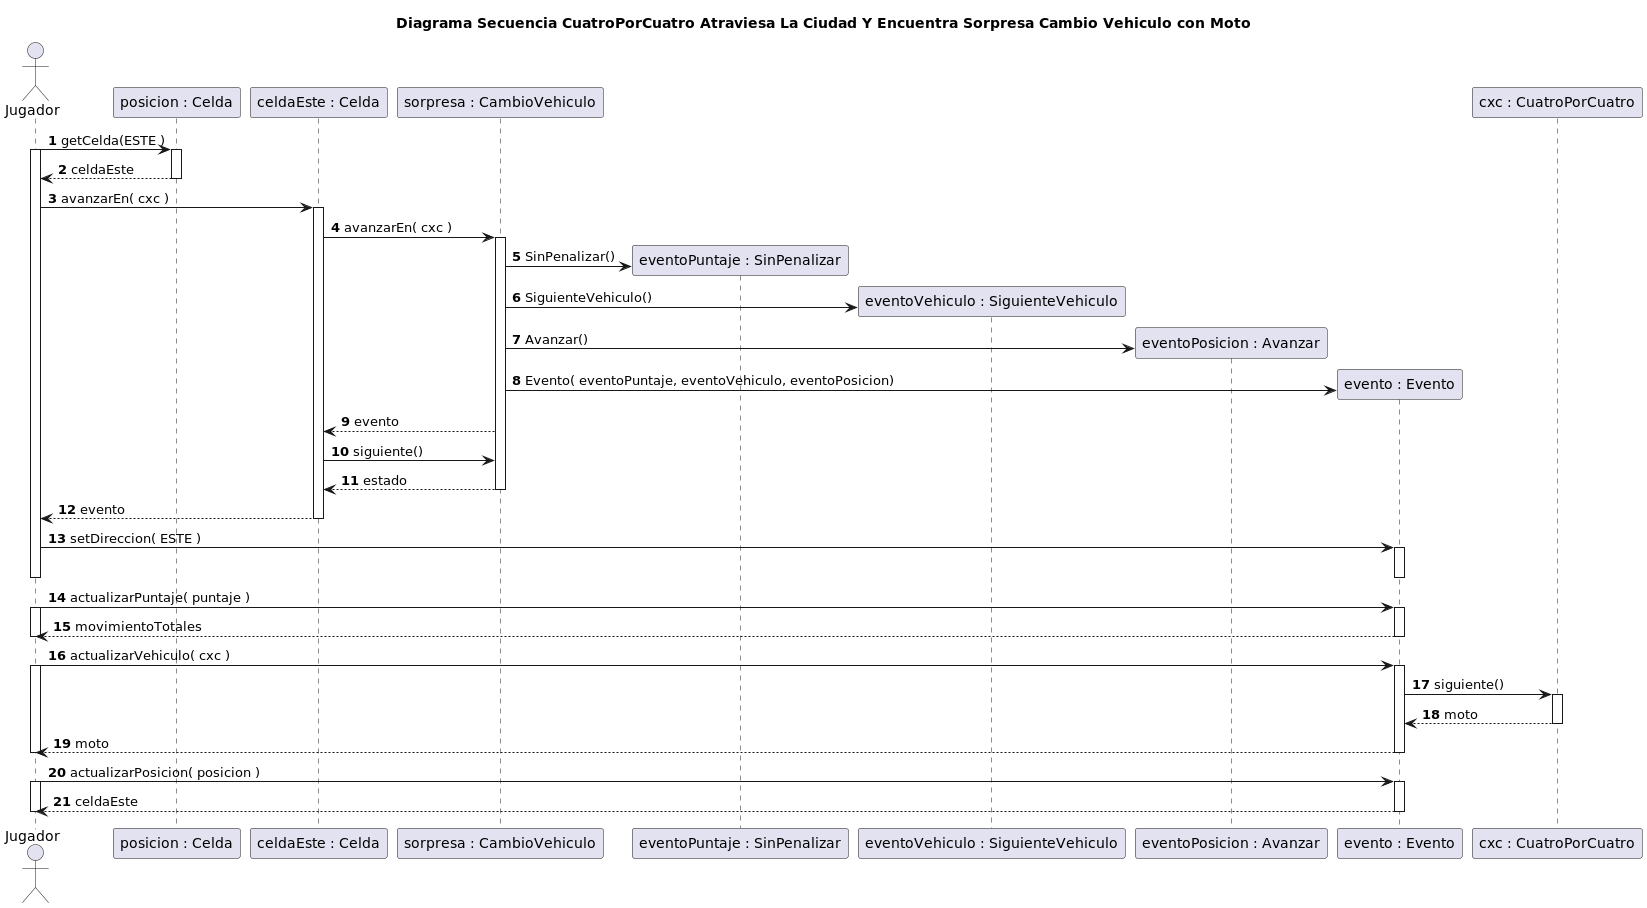 Diagrama Secuencia CuatroPorCuatro Atraviesa La Ciudad Y Encuentra Sorpresa Cambio Vehiculo con Moto
Jugador
posicion : Celda
celdaEste : Celda
sorpresa : CambioVehiculo
cxc : CuatroPorCuatro
1 getCelda(ESTE )
2 celdaEste
3 avanzarEn( cxc )
4 avanzarEn( cxc )
5 SinPenalizar()
eventoPuntaje : SinPenalizar
6 SiguienteVehiculo()
eventoVehiculo : SiguienteVehiculo
7 Avanzar()
eventoPosicion : Avanzar
8 Evento( eventoPuntaje, eventoVehiculo, eventoPosicion)
evento : Evento
9 evento
10 siguiente()
11 estado
12 evento
13 setDireccion( ESTE )
14 actualizarPuntaje( puntaje )
15 movimientoTotales
16 actualizarVehiculo( cxc )
17 siguiente()
18 moto
19 moto
20 actualizarPosicion( posicion )
21 celdaEste
Jugador
posicion : Celda
celdaEste : Celda
sorpresa : CambioVehiculo
eventoPuntaje : SinPenalizar
eventoVehiculo : SiguienteVehiculo
eventoPosicion : Avanzar
evento : Evento
cxc : CuatroPorCuatro